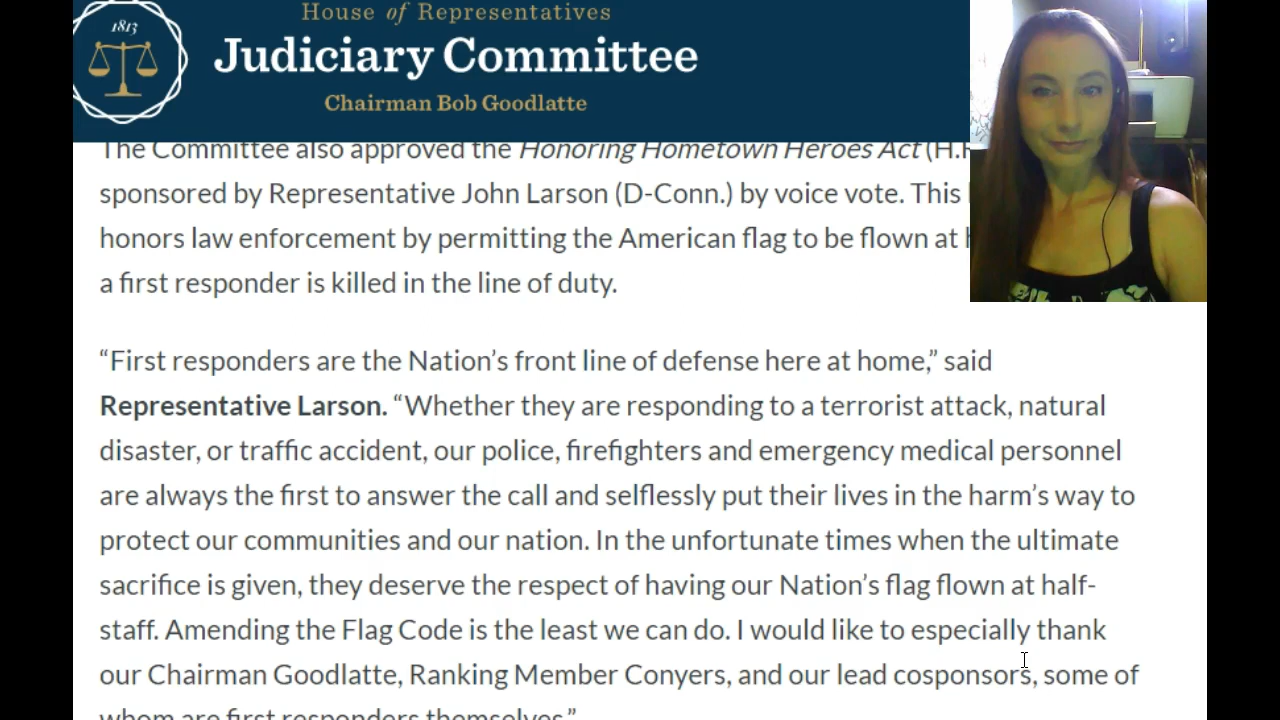 1813
House of Representatives
Judiciary Committee
Chairman Bob Goodlatte
The Committee also approved the Honoring Hometown Heroes Act (H.R
sponsored by Representative John Larson (D-Conn.) by voice vote. This
honors law enforcement by permitting the American flag to be flown at
a first responder is killed in the line of duty.
“First responders are the Nation’s front line of defense here at home,” said
Representative Larson. “Whether they are responding to a terrorist attack, natural
disaster, or traffic accident, our police, firefighters and emergency medical personnel
are always the first to answer the call and selflessly put their lives in the harm’s way to
protect our communities and our nation. In the unfortunate times when the ultimate
sacrifice is given, they deserve the respect of having our Nation’s flag flown at half-
staff. Amending the Flag Code is the least we can do. I would like to especially thank
our Chairman Goodlatte, Ranking Member Conyers, and our lead cosponsors, some of
whom are first responders themselves.”